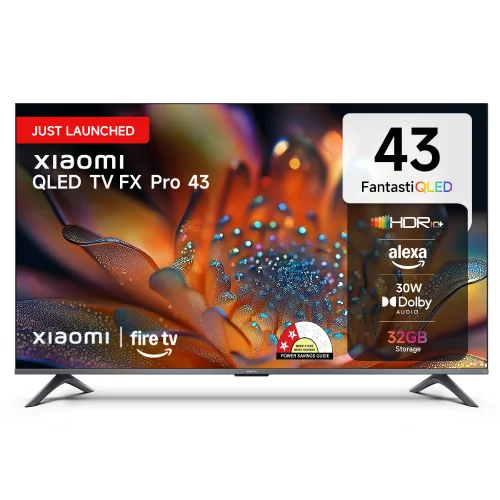 JUST LAUNCHED
xiaomi
QLED TV FX Pro 43
43
FantastiQLED
HDR10+
alexa
30W
Dolby
AUDIO
32GB
Storage
xiaomi | fire tv
POWER SAVINGS GUIDE